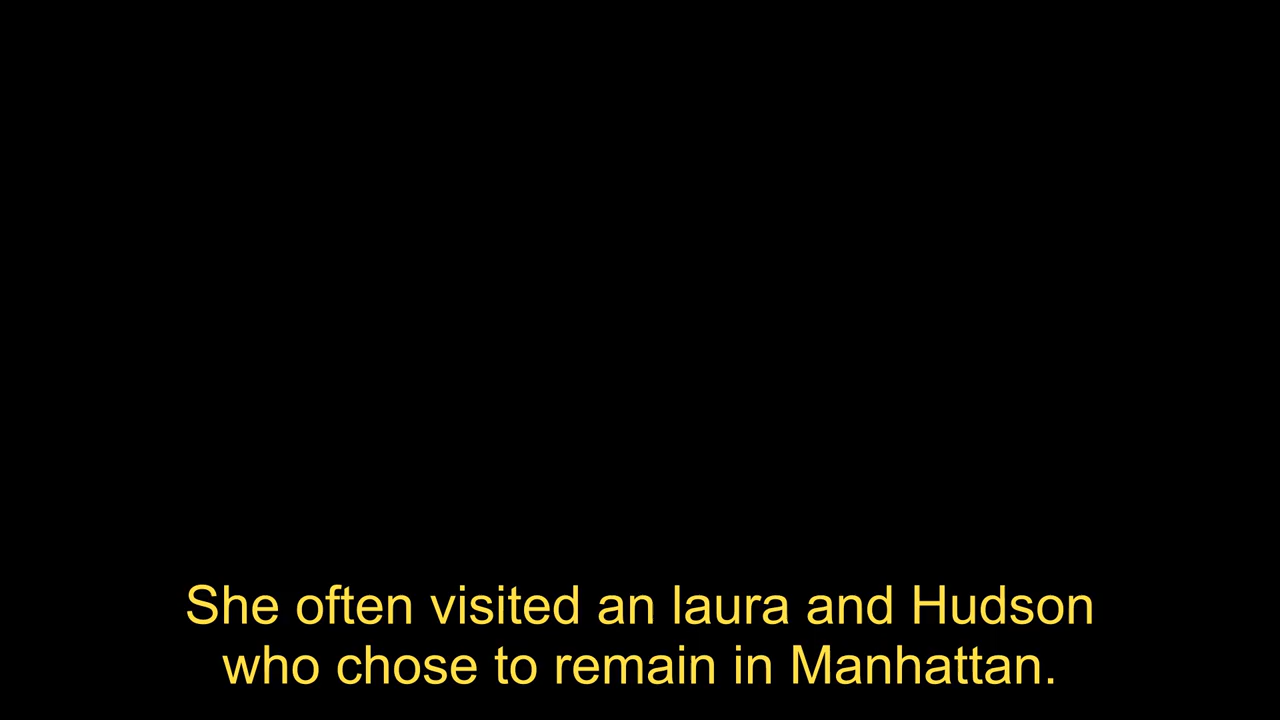 She often visited an laura and Hudson
who chose to remain in Manhattan.